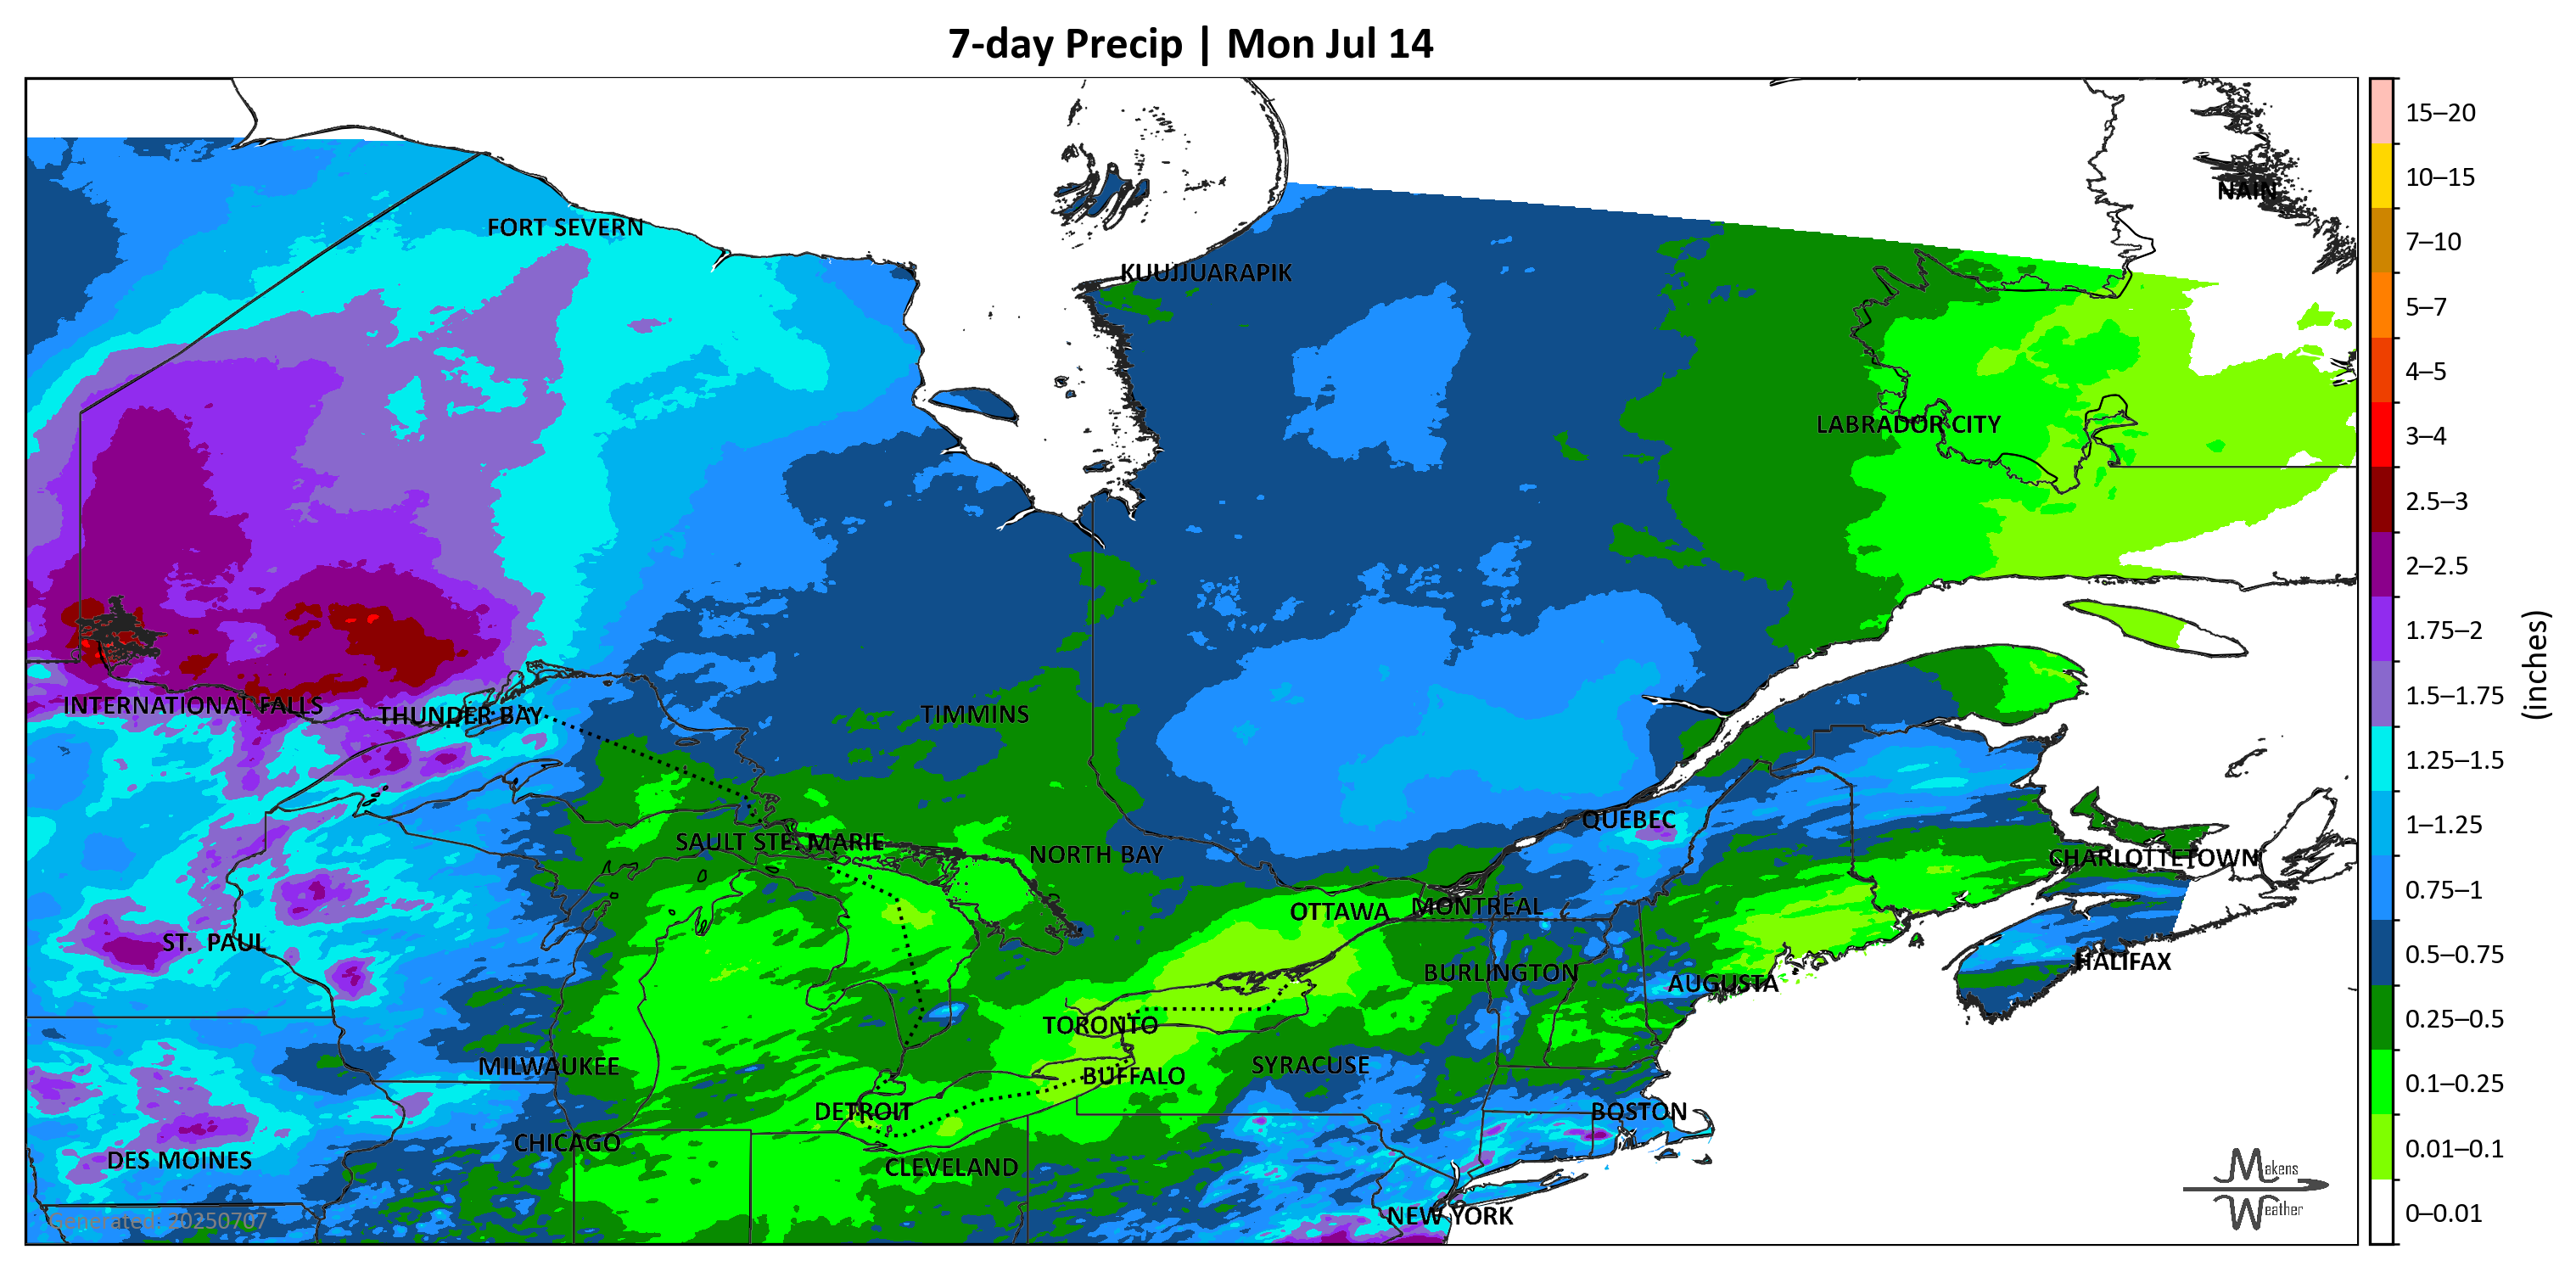 7-day Precip | Mon Jul 14
NAIN
FORT SEVERN
KUUJJUARAPIK
LABRADOR CITY
INTERNATIONAL FALLS
THUNDER BAY
TIMMINS
QUEBEC
SAULT STE. MARIE
NORTH BAY
CHARLOTTETOWN
OTTAWA
MONTREAL
ST. PAUL
HALIFAX
BURLINGTON
AUGUSTA
TORONTO
MILWAUKEE
SYRACUSE
BUFFALO
DETROIT
BOSTON
CHICAGO
DES MOINES
CLEVELAND
NEW YORK
Generated: 20250707
Makens
Weather
15–20
10–15
7–10
5–7
4–5
3–4
2.5–3
2–2.5
1.75–2
1.5–1.75
1.25–1.5
1–1.25
0.75–1
0.5–0.75
0.25–0.5
0.1–0.25
0.01–0.1
0–0.01
(inches)